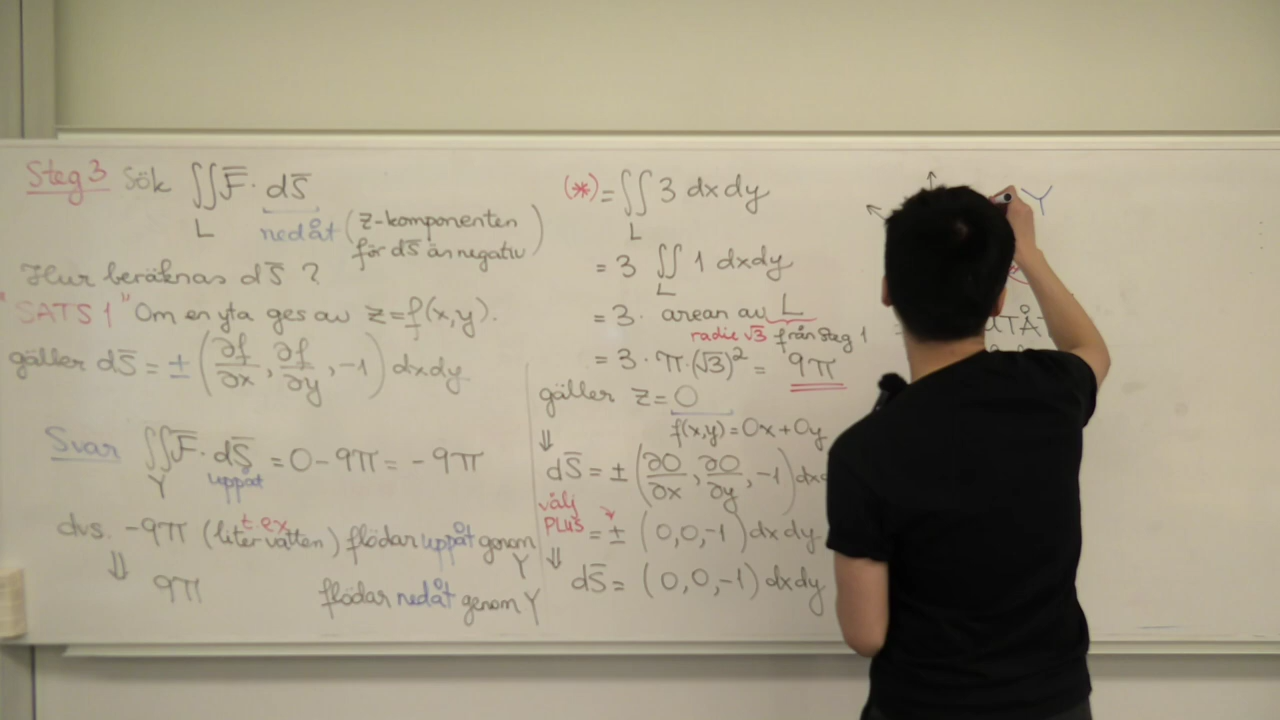 Steg 3 Sök ∬F̅·dS̅
L nedåt (z-komponenten
för dS̅ är negativ)
Hur beräknas dS̅ ?
"SATS 1" Om en yta ges av z=f(x,y).
gäller dS̅ = ± (∂f/∂x, ∂f/∂y, -1) dxdy
Svar ∬F̅·dS̅ = 0-9π = -9π
Y uppåt
t ex
dvs. -9π (liter vatten) flödar uppåt genom Y
⇓
9π flödar nedåt genom Y
(*) = ∬ 3 dxdy
L
= 3 ∬ 1 dxdy
L
= 3· arean av L
radie √3 från steg 1
= 3·π·(√3)² = 9π
gäller z=0
f(x,y)=0x+0y
⇓
dS̅ = ± (∂0/∂x, ∂0/∂y, -1) dxd
välj
PLUS
= ± (0,0,-1) dxdy
⇓
dS̅ = (0,0,-1) dxdy
Y